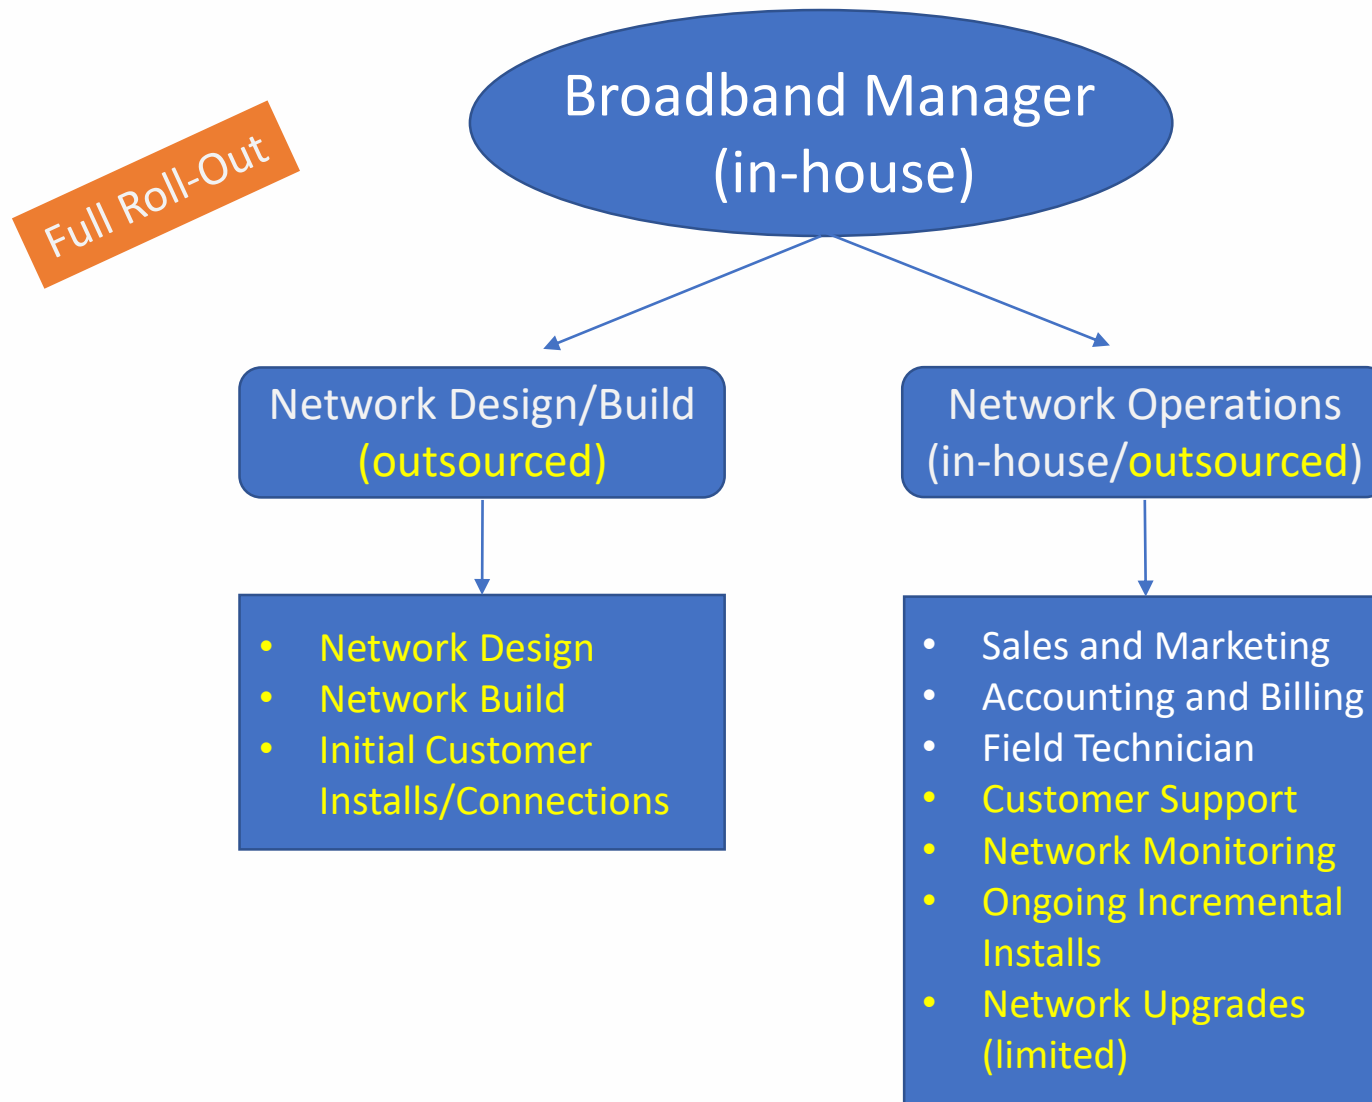 Broadband Manager
(in-house)
Full Roll-Out
Network Design/Build
(outsourced)
Network Operations
(in-house/outsourced)
• Network Design
• Network Build
• Initial Customer
Installs/Connections
• Sales and Marketing
• Accounting and Billing
• Field Technician
• Customer Support
• Network Monitoring
• Ongoing Incremental
Installs
• Network Upgrades
(limited)